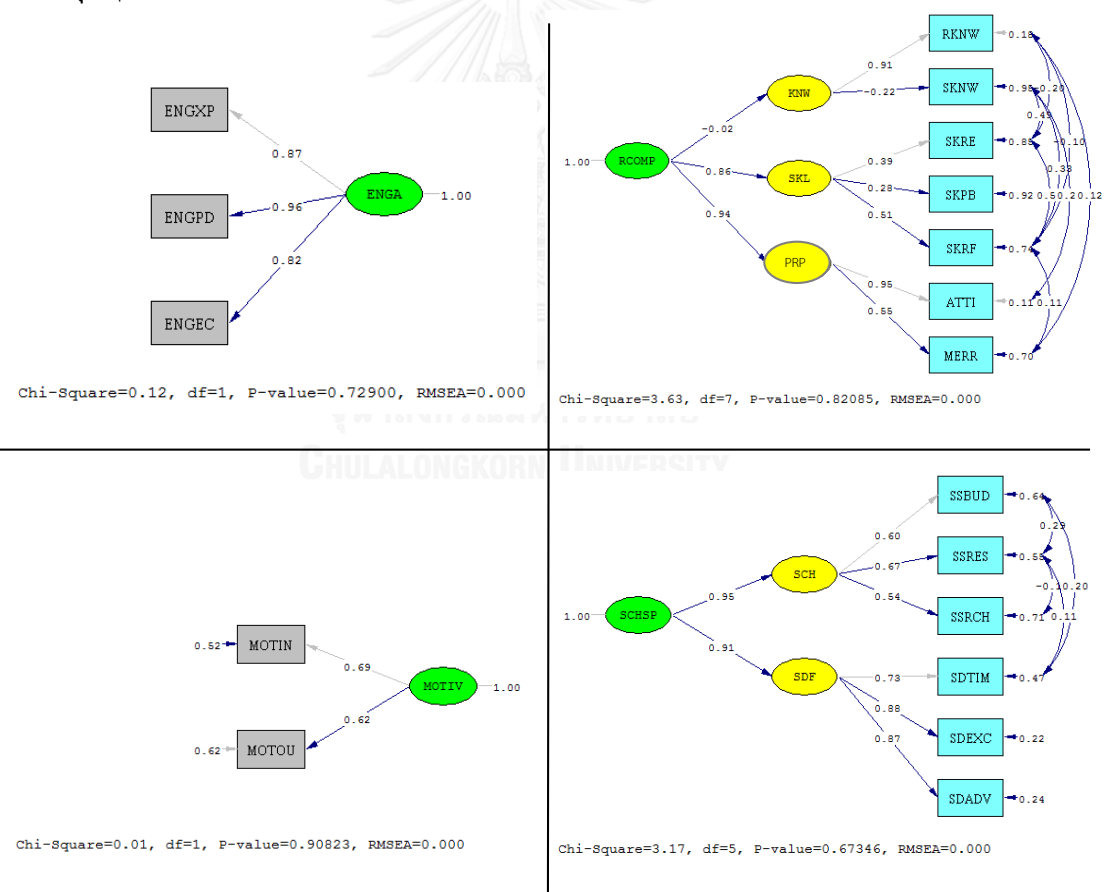 ENGXP
0.87
ENGPD
0.96
ENGA
1.00
0.82
ENGEC
Chi-Square=0.12, df=1, P-value=0.72900, RMSEA=0.000
RKNW
0.91
KNW
-0.22
SKNW
-0.20
0.49
-0.02
SKRE
-0.10
1.00
RCOMP
0.39
0.86
SKL
0.28
SKPB
0.92
0.12
0.94
0.51
SKRF
0.74
PRP
0.95
ATTI
0.11
0.11
0.55
MERR
0.70
Chi-Square=3.63, df=7, P-value=0.82085, RMSEA=0.000
CHULALONGKORN UNIVERSITY
0.52
MOTIN
0.69
MOTIV
1.00
0.62
0.62
MOTOU
Chi-Square=0.01, df=1, P-value=0.90823, RMSEA=0.000
SSBUD
0.64
0.60
0.29
SSRES
0.67
SCH
0.20
0.54
0.95
SSRCH
0.71
0.11
1.00
SCHSP
0.91
SDF
0.73
SDTIM
0.47
0.88
0.87
SDEXC
0.22
SDADV
0.24
Chi-Square=3.17, df=5, P-value=0.67346, RMSEA=0.000